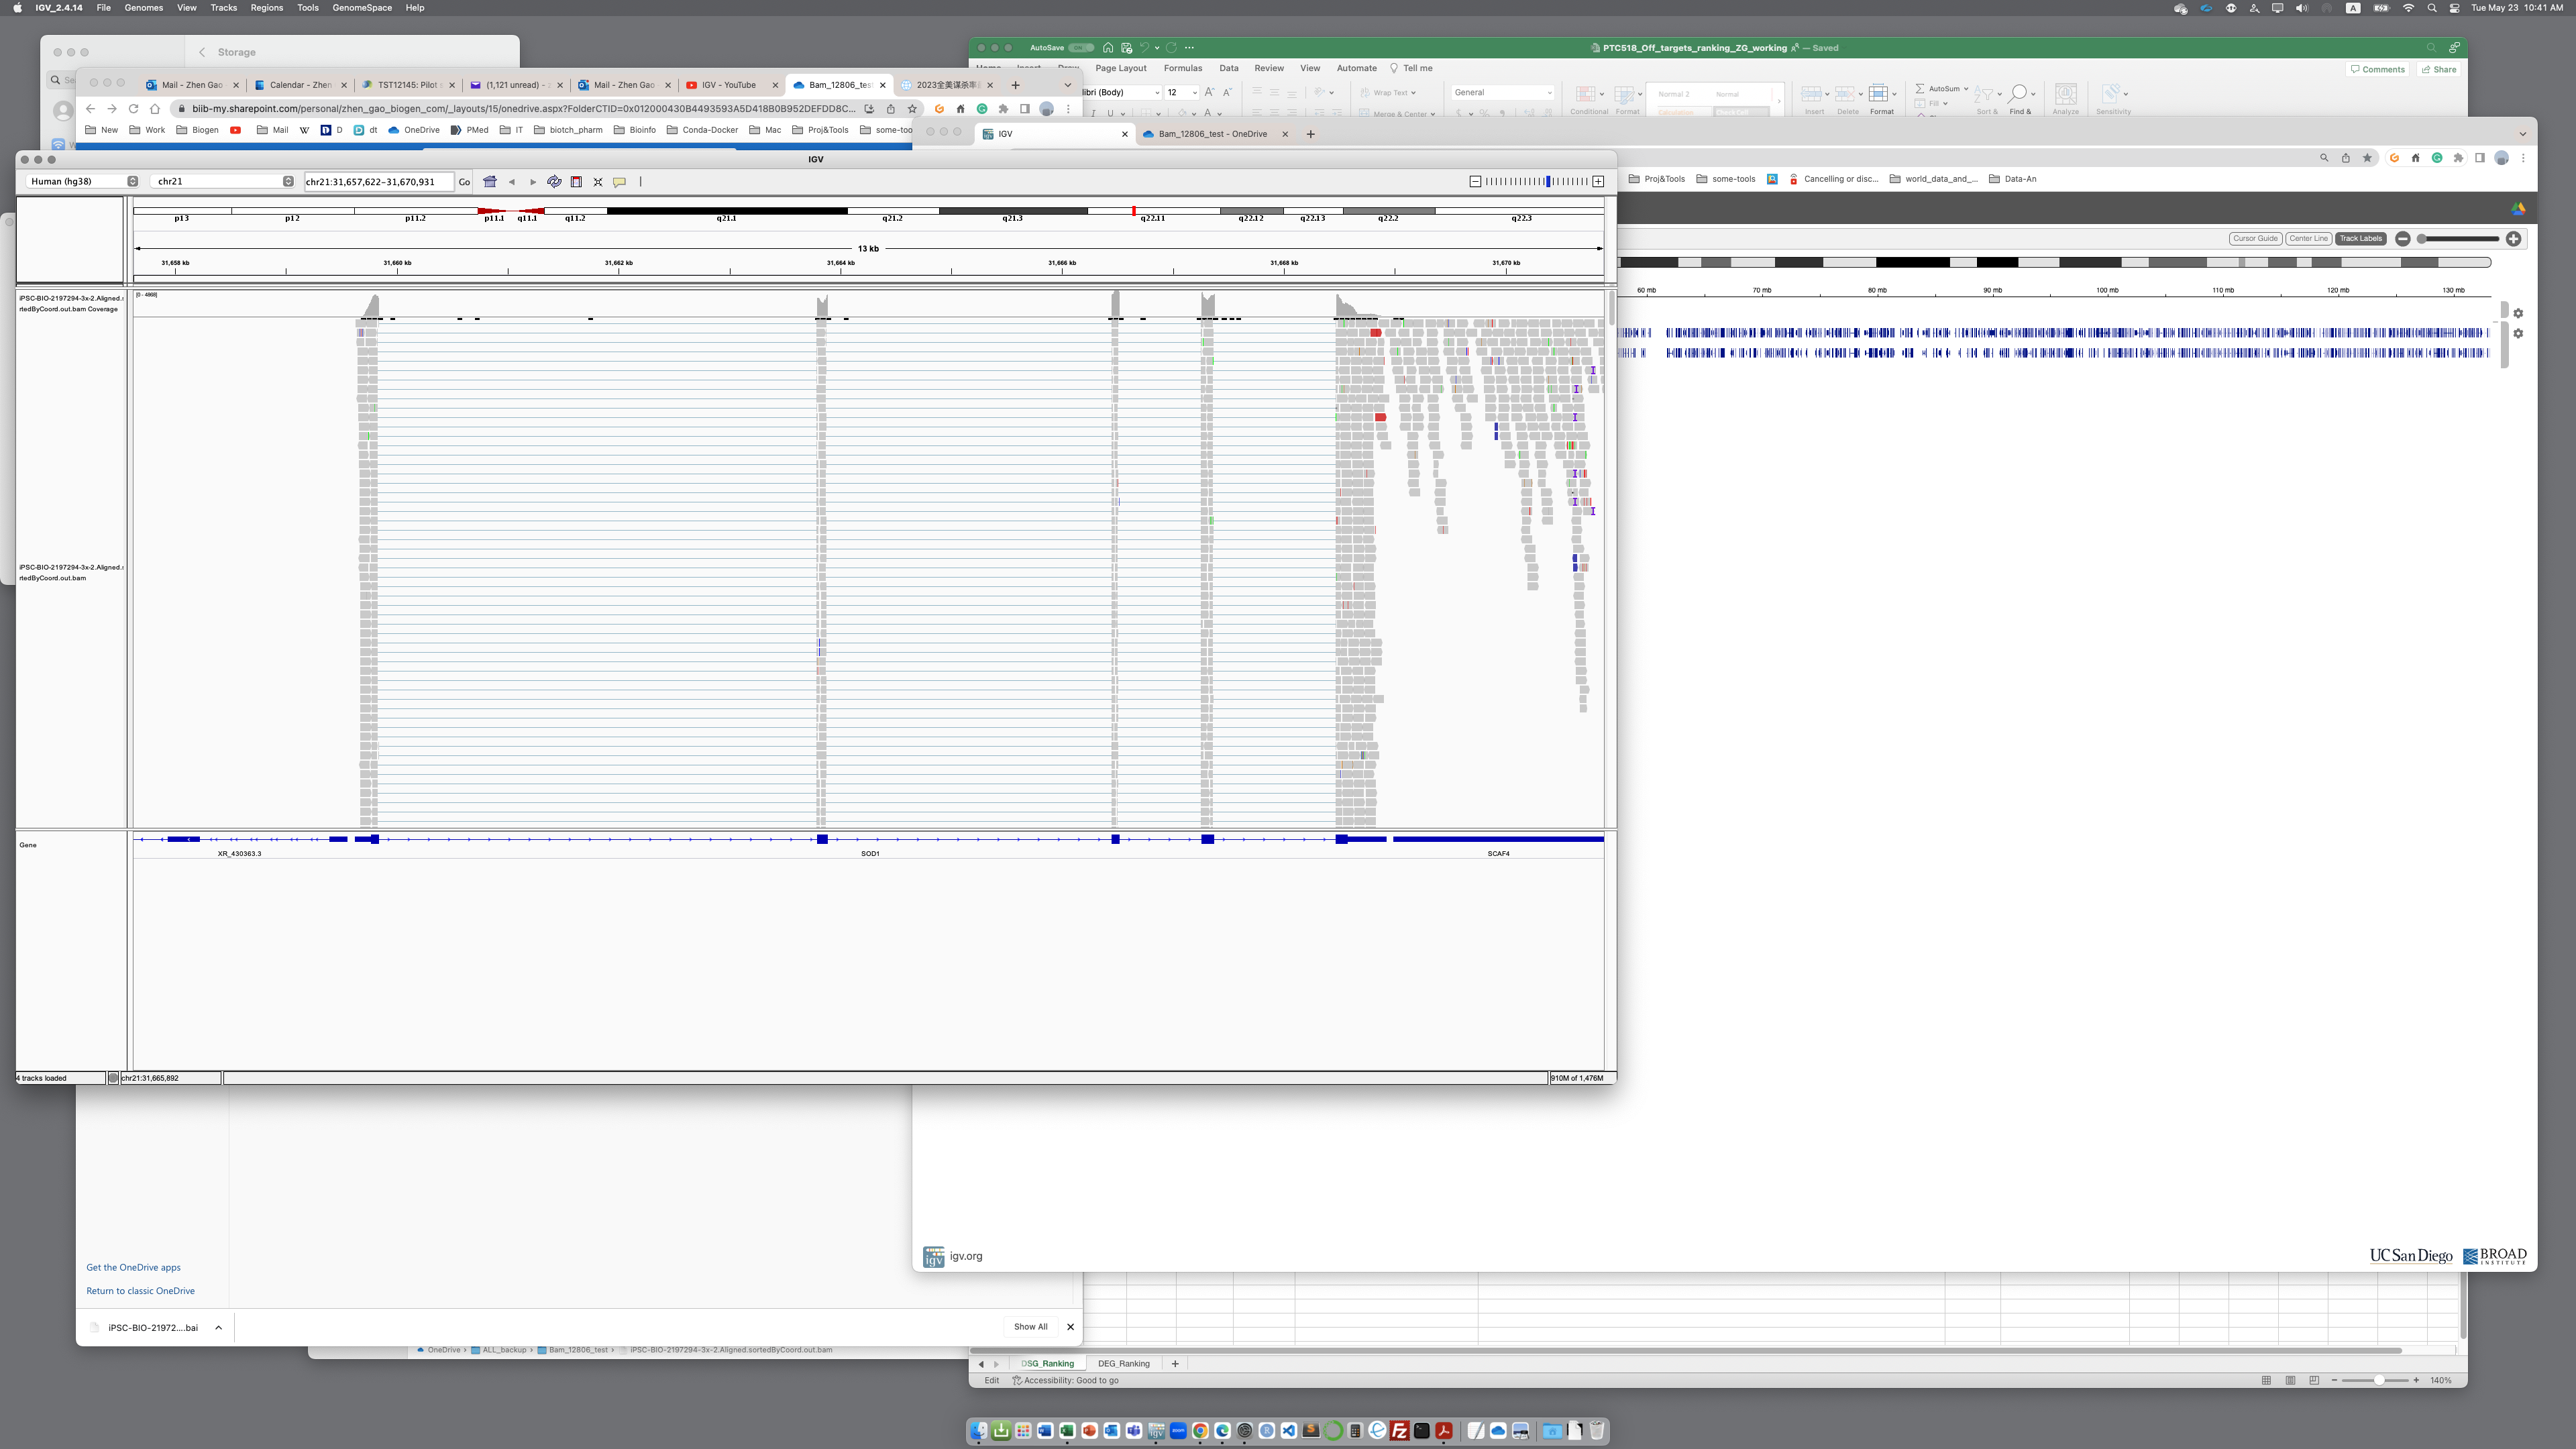 IGV_2.4.14 File Genomes View Tracks Regions Tools GenomeSpace Help
A
Tue May 23 10:41 AM
Storage
AutoSave
PTC518_Off_targets_ranking_ZG_working — Saved
Page Layout Formulas Data Review View Automate Tell me
Comments Share
Mail - Zhen Gao
Calendar - Zhen
TST12145: Pilot
(1,121 unread) -
Mail - Zhen Gao
IGV - YouTube
Bam_12806_test
2023全美谋杀率
biib-my.sharepoint.com/personal/zhen_gao_biogen_com/_layouts/15/onedrive.aspx?FolderCTID=0x012000430B4493593A5D418B0B952DEFDD8C...
New Work Biogen Mail D dt OneDrive PMed IT biotch_pharm Bioinfo Conda-Docker Mac Proj&Tools some-too
(Body) 12
Wrap Text
General
Merge & Center
Conditional Format
Normal 2 Normal
Insert Delete Format
AutoSum
Fill
Sort & Find &
Analyze
Sensitivity
IGV
Bam_12806_test - OneDrive
Proj&Tools some-tools Cancelling or disc... world_data_and_... Data-An
Cursor Guide Center Line Track Labels
60 mb 70 mb 80 mb 90 mb 100 mb 110 mb 120 mb 130 mb
IGV
Human (hg38) chr21 chr21:31,657,622-31,670,931 Go
p13 p12 p11.2 p11.1 q11.1 q11.2 q21.1 q21.2 q21.3 q22.11 q22.12 q22.13 q22.2 q22.3
13 kb
31,658 kb 31,660 kb 31,662 kb 31,664 kb 31,666 kb 31,668 kb 31,670 kb
iPSC-BIO-2197294-3x-2.Aligned.s
rtedByCoord.out.bam Coverage
iPSC-BIO-2197294-3x-2.Aligned.s
rtedByCoord.out.bam
Gene
XR_430363.3 SOD1 SCAF4
4 tracks loaded chr21:31,665,892
910M of 1,476M
igv.org
UC San Diego BROAD
INSTITUTE
Get the OneDrive apps
Return to classic OneDrive
iPSC-BIO-21972....bai
Show All
OneDrive › ALL_backup › Bam_12806_test › iPSC-BIO-2197294-3x-2.Aligned.sortedByCoord.out.bam
DSG_Ranking DEG_Ranking
Edit Accessibility: Good to go
140%